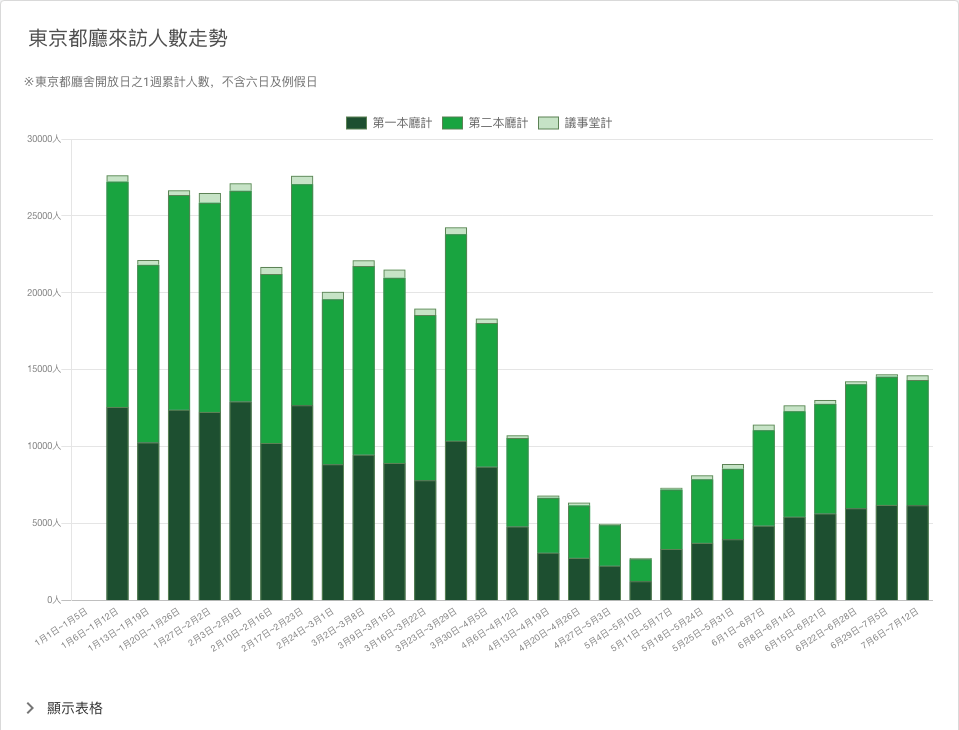 東京都廳來訪人數走勢
※東京都廳舍開放日之1週累計人數，不含六日及例假日
第一本廳計 第二本廳計 議事堂計
30000人
25000人
20000人
15000人
10000人
5000人
0人
1月1日~1月5日
1月6日~1月12日
1月13日~1月19日
1月20日~1月26日
1月27日~2月2日
2月3日~2月9日
2月10日~2月16日
2月17日~2月23日
2月24日~3月1日
3月2日~3月8日
3月9日~3月15日
3月16日~3月22日
3月23日~3月29日
3月30日~4月5日
4月6日~4月12日
4月13日~4月19日
4月20日~4月26日
4月27日~5月3日
5月4日~5月10日
5月11日~5月17日
5月18日~5月24日
5月25日~5月31日
6月1日~6月7日
6月8日~6月14日
6月15日~6月21日
6月22日~6月28日
6月29日~7月5日
7月6日~7月12日
顯示表格